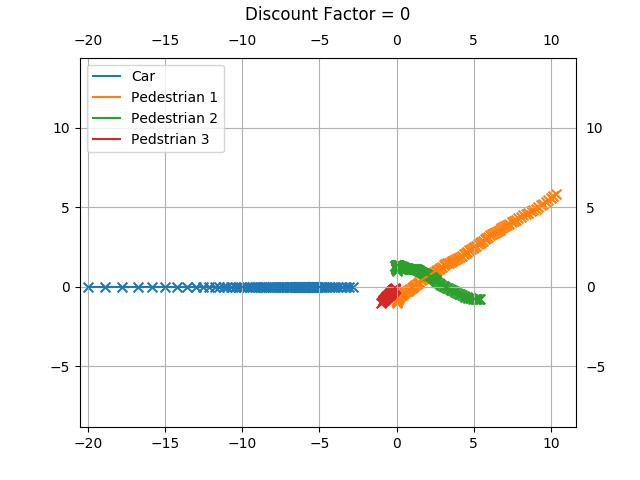 Discount Factor = 0
−20 −15 −10 −5 0 5 10
Car
Pedestrian 1
Pedestrian 2
Pedstrian 3
10 10
5 5
0 0
−5 −5
−20 −15 −10 −5 0 5 10